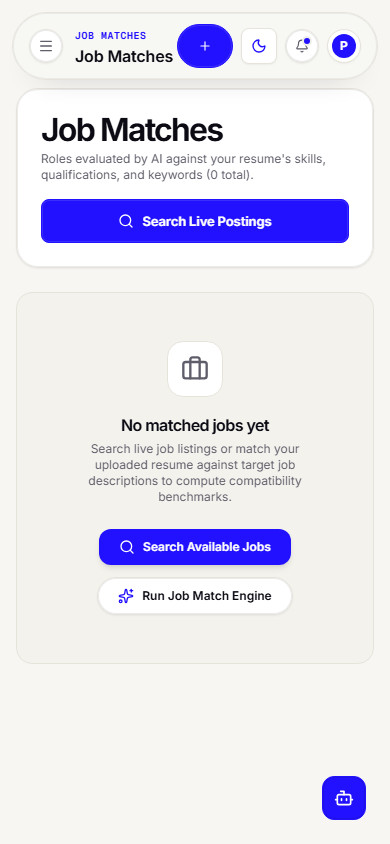 JOB MATCHES
Job Matches
P
Job Matches
Roles evaluated by AI against your resume's skills,
qualifications, and keywords (0 total).
Search Live Postings
No matched jobs yet
Search live job listings or match your
uploaded resume against target job
descriptions to compute compatibility
benchmarks.
Search Available Jobs
Run Job Match Engine